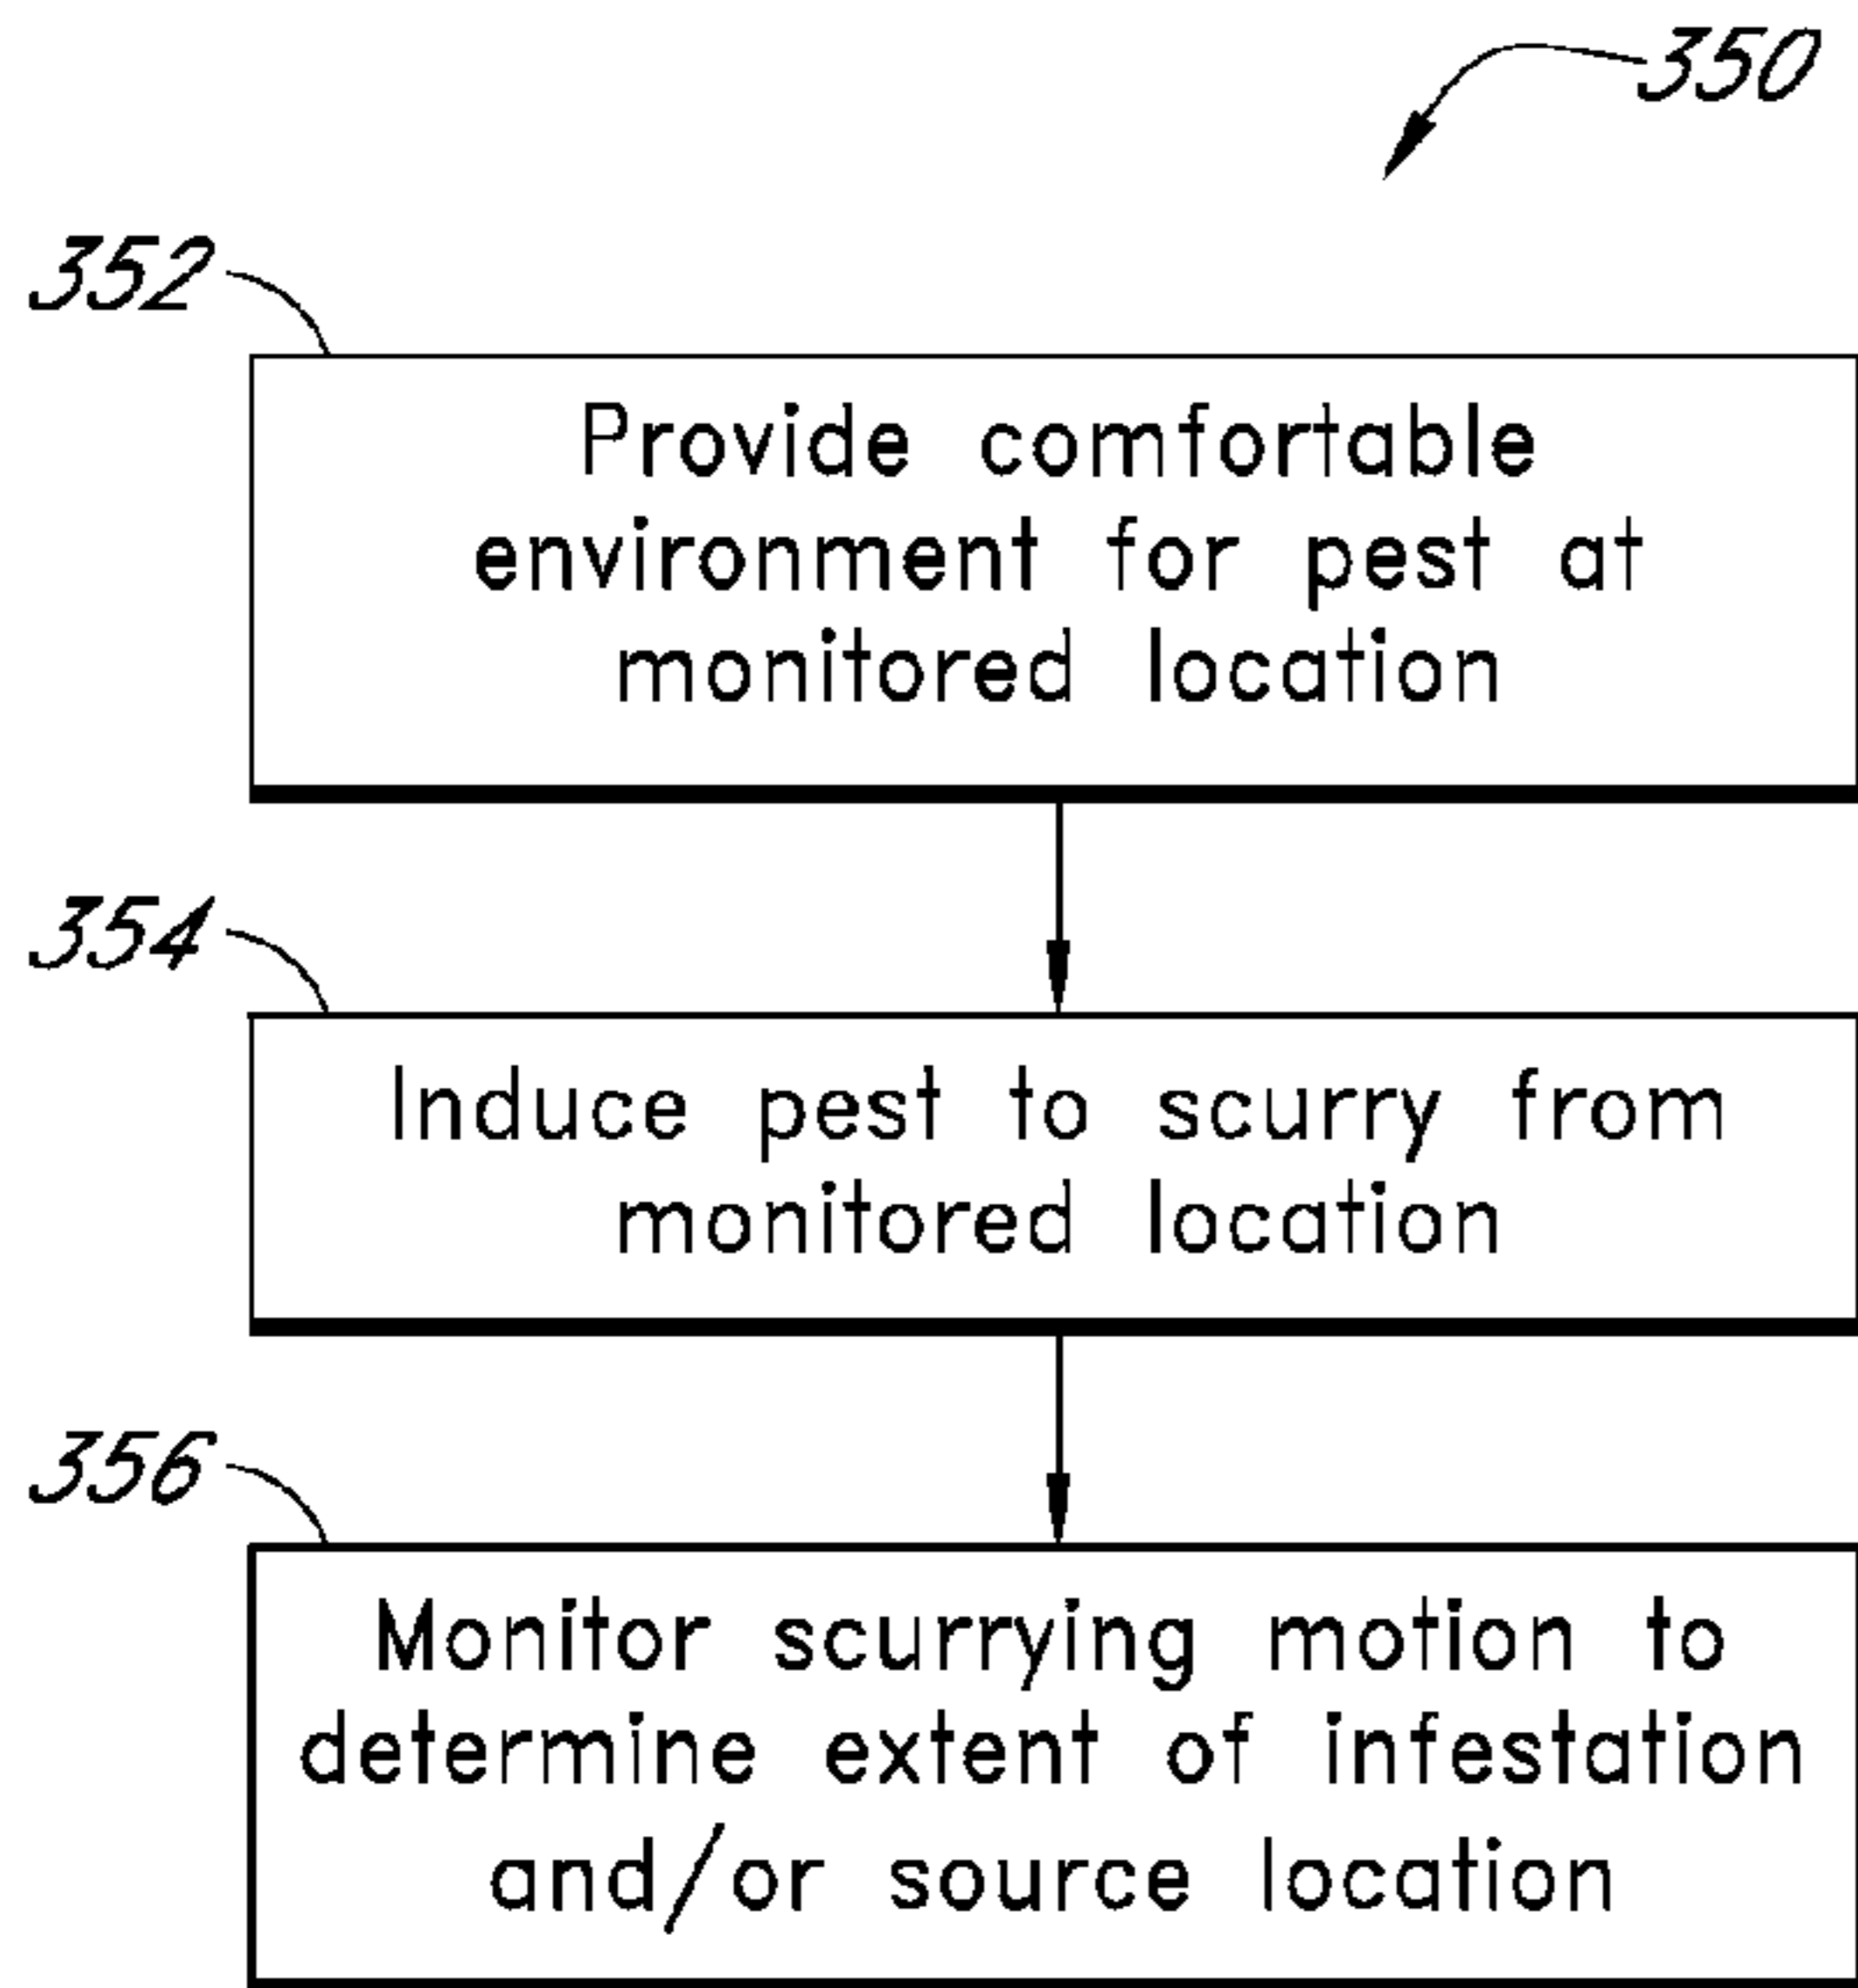 350
352
Provide comfortable
environment for pest at
monitored location
354
Induce pest to scurry from
monitored location
356
Monitor scurrying motion to
determine extent of infestation
and/or source location